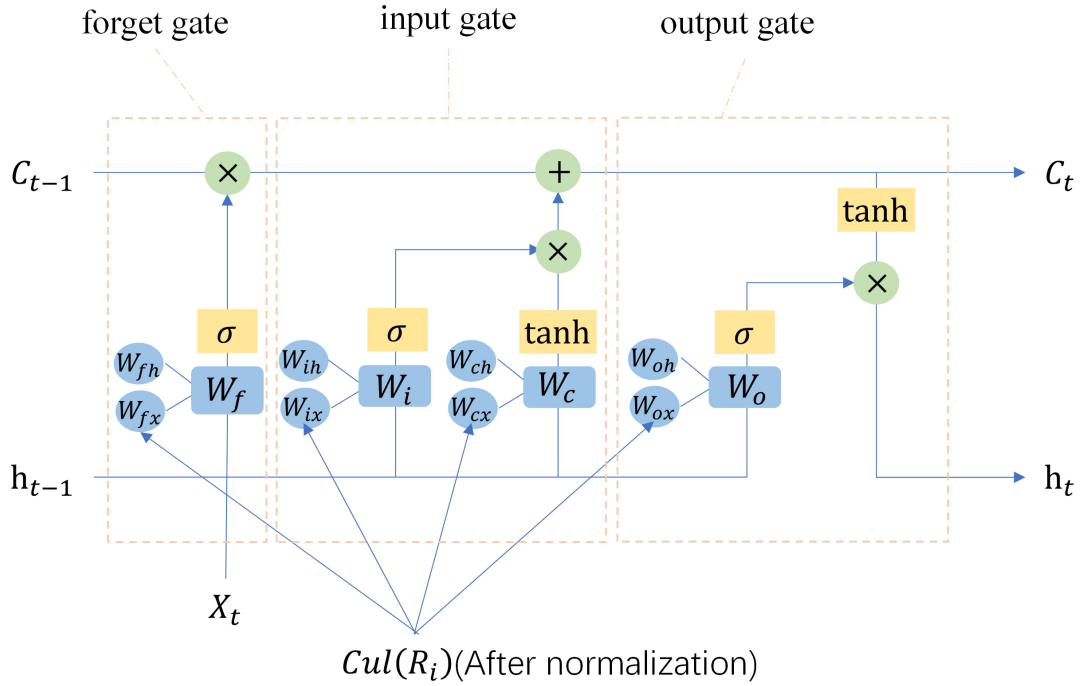 forget gate
input gate
output gate
C_{t−1}
×
+
C_t
tanh
×
×
σ
σ
tanh
σ
W_{fh}
W_f
W_{fx}
W_{ih}
W_i
W_{ix}
W_{ch}
W_c
W_{cx}
W_{oh}
W_o
W_{ox}
h_{t−1}
h_t
X_t
Cul(R_i)(After normalization)